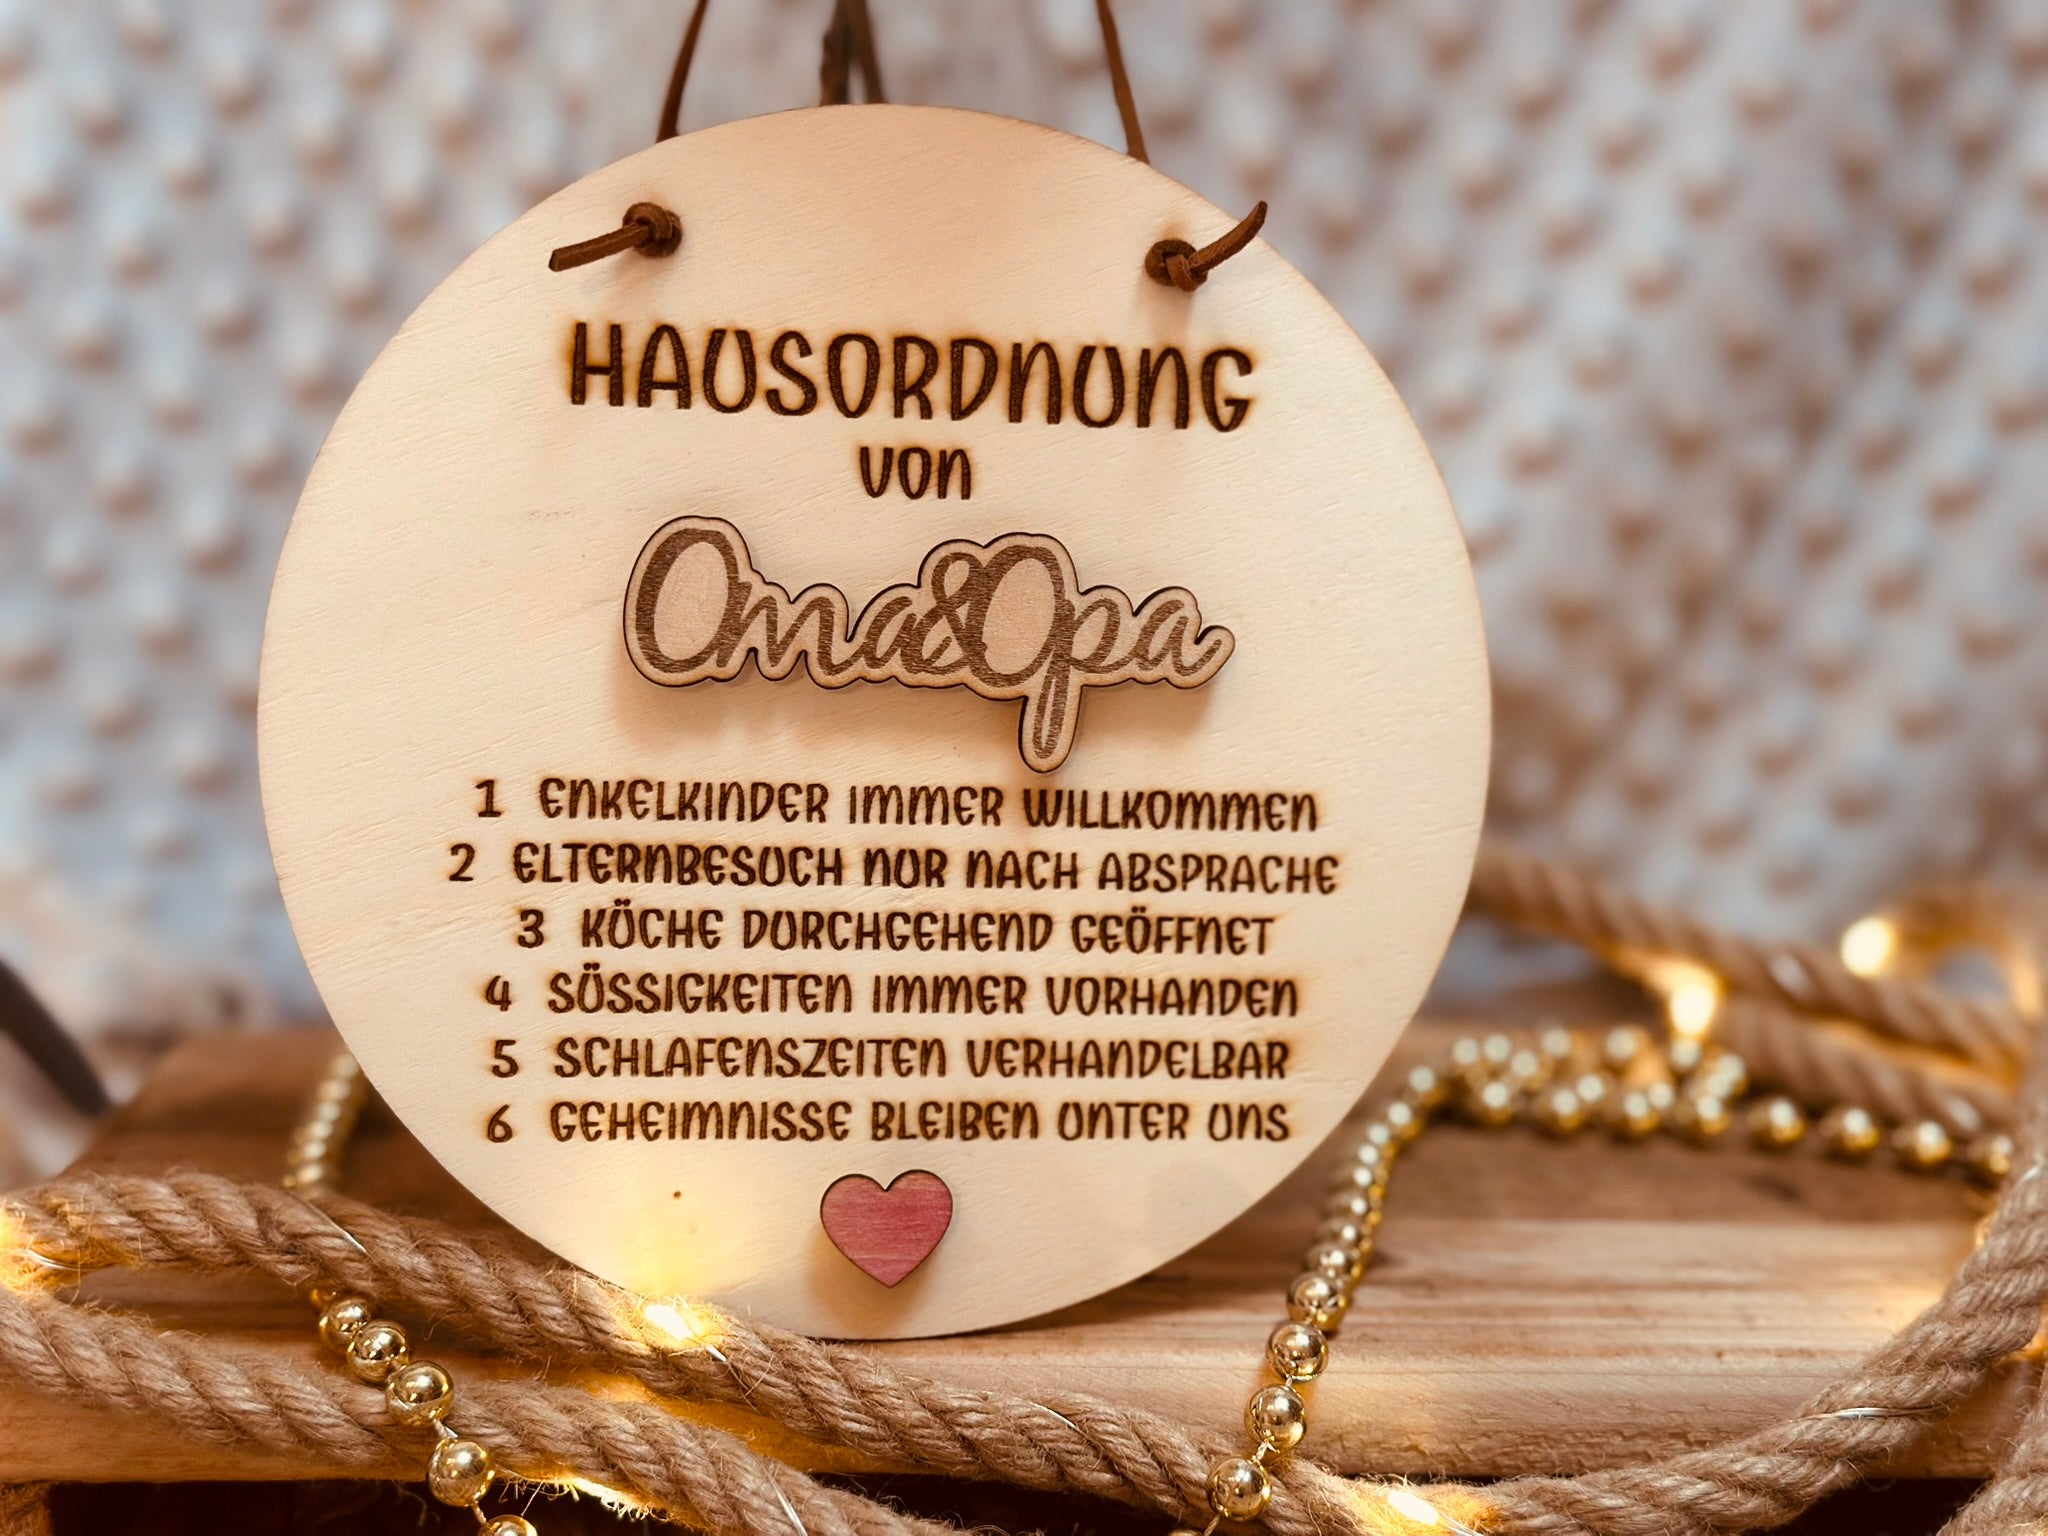 HAUSORDNUNG
von
Oma&Opa
1 ENKELKINDER IMMER WILLKOMMEN
2 ELTERNBESUCH NUR NACH ABSPRACHE
3 KÜCHE DURCHGEHEND GEÖFFNET
4 SÜSSIGKEITEN IMMER VORHANDEN
5 SCHLAFENSZEITEN VERHANDELBAR
6 GEHEIMNISSE BLEIBEN UNTER UNS